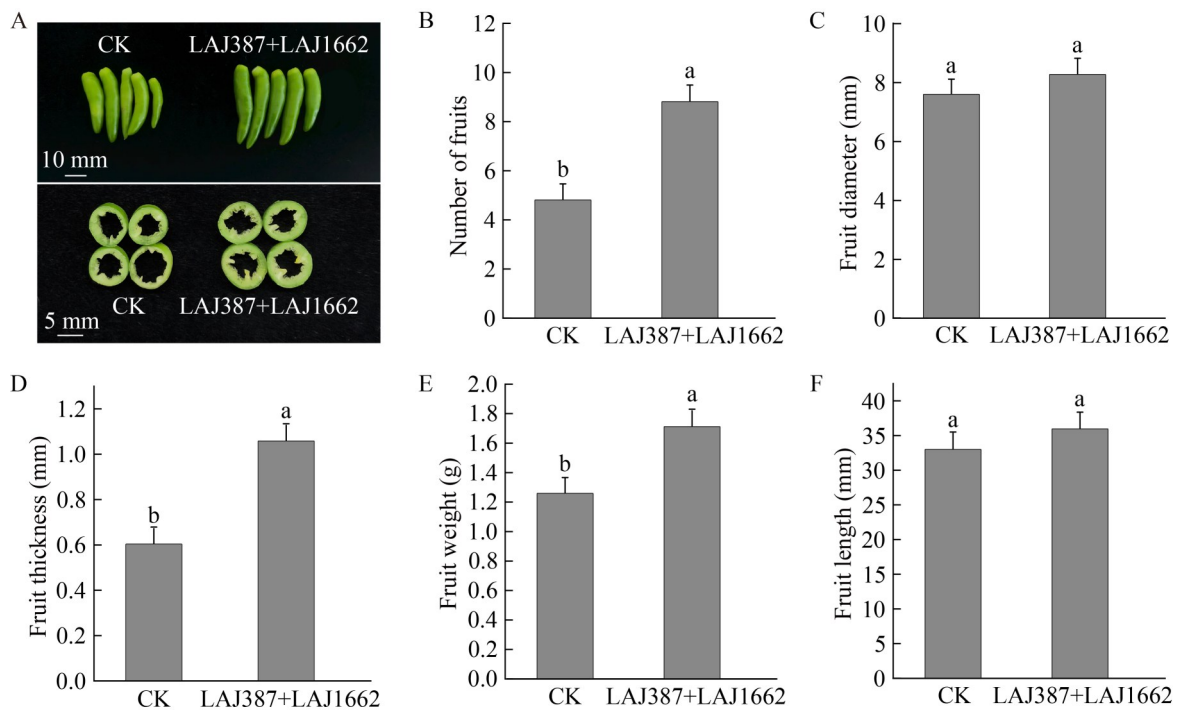 A
CK LAJ387+LAJ1662
10 mm
CK LAJ387+LAJ1662
5 mm
B
Number of fruits
12
10
8
6
4
2
0
b
a
CK LAJ387+LAJ1662
C
Fruit diameter (mm)
10
8
6
4
2
0
a
a
CK LAJ387+LAJ1662
D
Fruit thickness (mm)
1.2
1.0
0.8
0.6
0.4
0.2
0.0
b
a
CK LAJ387+LAJ1662
E
Fruit weight (g)
2.0
1.8
1.6
1.4
1.2
1.0
0.8
0.6
0.4
0.2
0.0
b
a
CK LAJ387+LAJ1662
F
Fruit length (mm)
40
35
30
25
20
15
10
5
0
a
a
CK LAJ387+LAJ1662